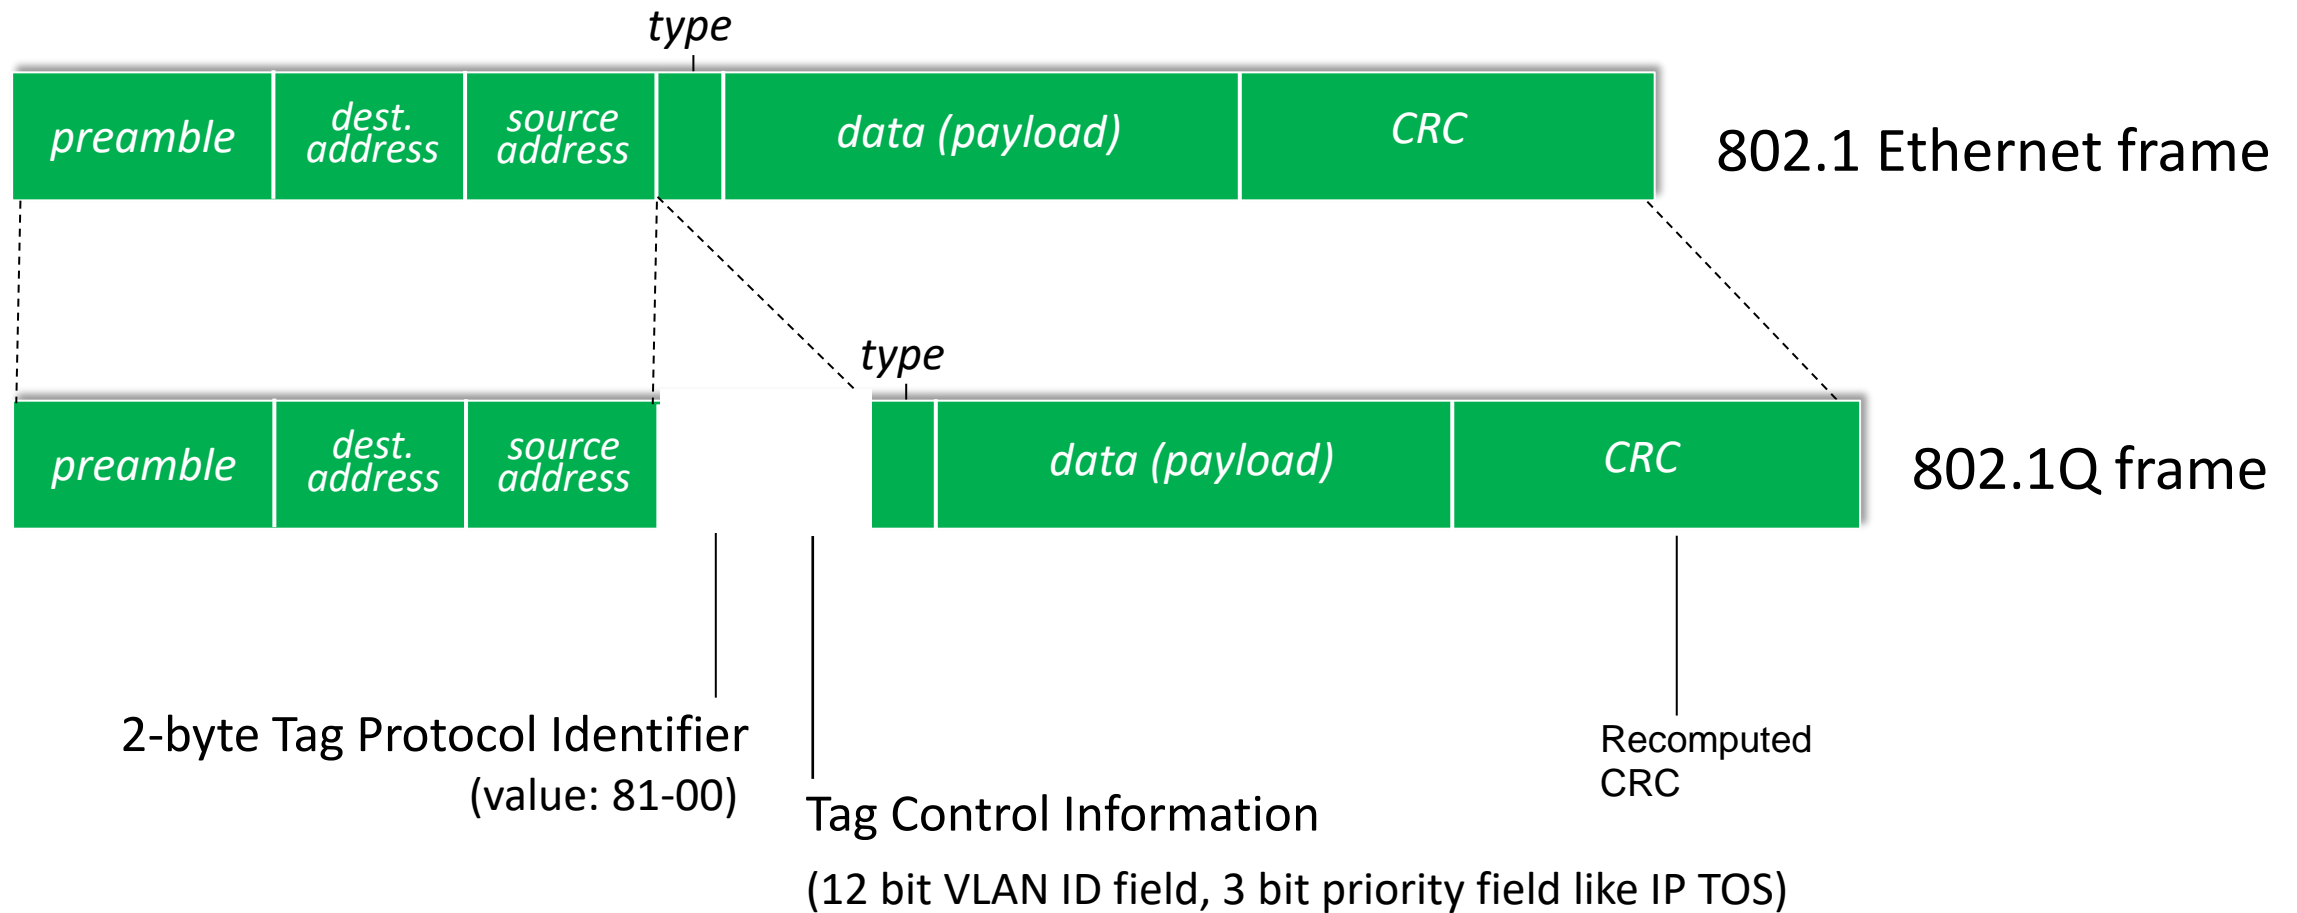 type
preamble
dest.
address
source
address
data (payload)
CRC
802.1 Ethernet frame
type
preamble
dest.
address
source
address
data (payload)
CRC
802.1Q frame
2-byte Tag Protocol Identifier
(value: 81-00)
Tag Control Information
(12 bit VLAN ID field, 3 bit priority field like IP TOS)
Recomputed
CRC